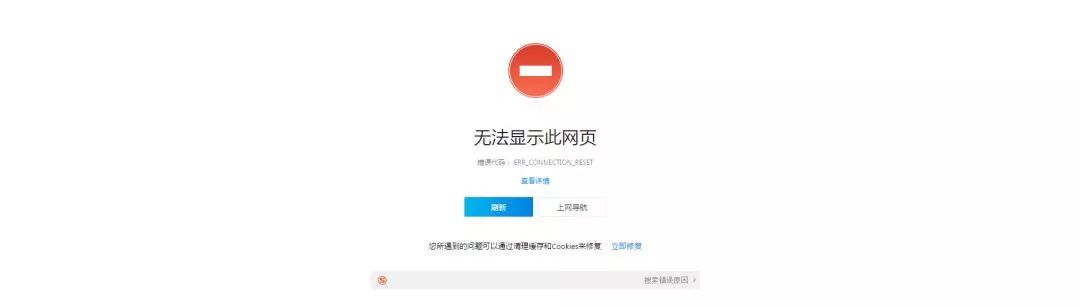 无法显示此网页
错误代码： ERR_CONNECTION_RESET
查看详情
刷新 上网导航
您所遇到的问题可以通过清理缓存和Cookies来修复 立即修复
搜索错误原因 >